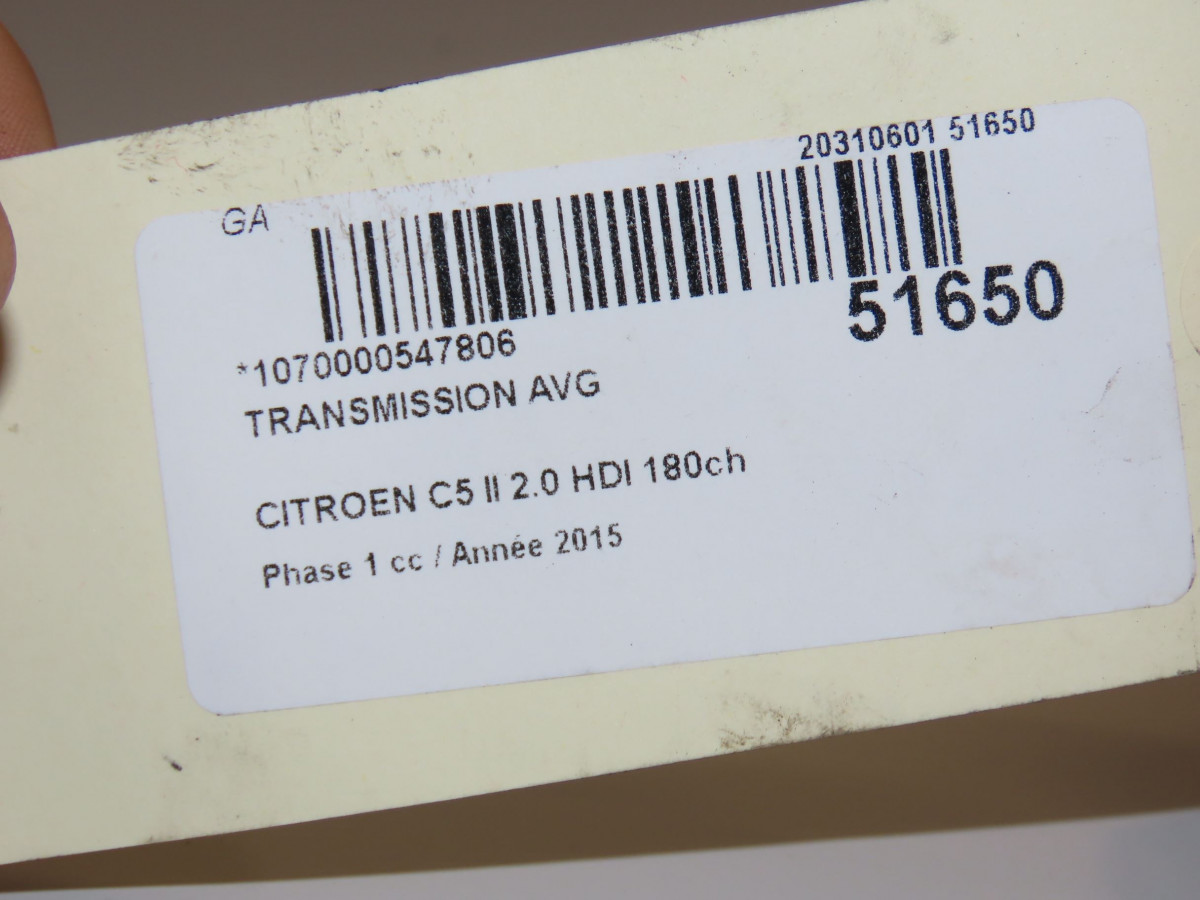 20310601 51650
GA
51650
*1070000547806
TRANSMISSION AVG
CITROEN C5 II 2.0 HDI 180ch
Phase 1 cc / Année 2015